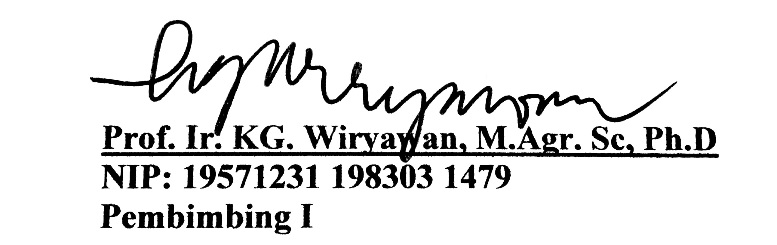 Prof. Ir. KG. Wiryawan, M.Agr. Sc, Ph.D
NIP: 19571231 198303 1479
Pembimbing I